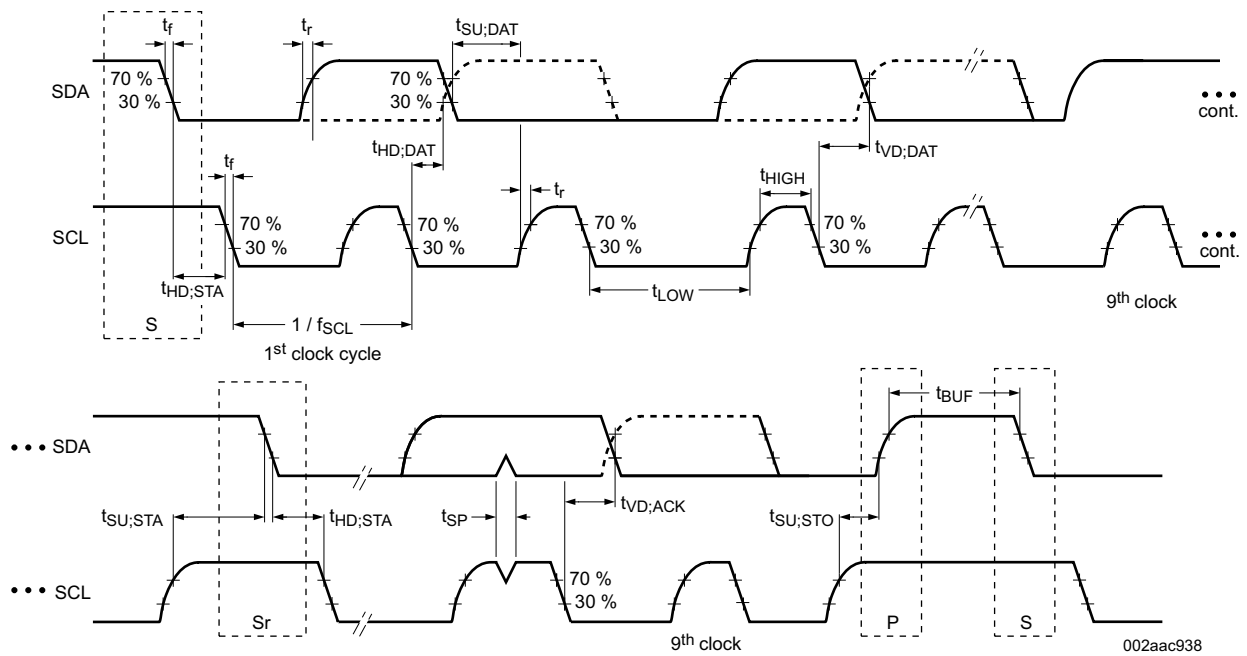 tf
tr
tSU;DAT
70 %
30 %
SDA
70 %
30 %
cont.
tHD;DAT
tVD;DAT
tf
tr
tHIGH
SCL
70 %
30 %
70 %
30 %
70 %
30 %
cont.
tHD;STA
tLOW
9th clock
S
1 / fSCL
1st clock cycle
tBUF
SDA
tSU;STA
tHD;STA
tSP
tVD;ACK
tSU;STO
70 %
30 %
SCL
Sr
9th clock
P
S
002aac938